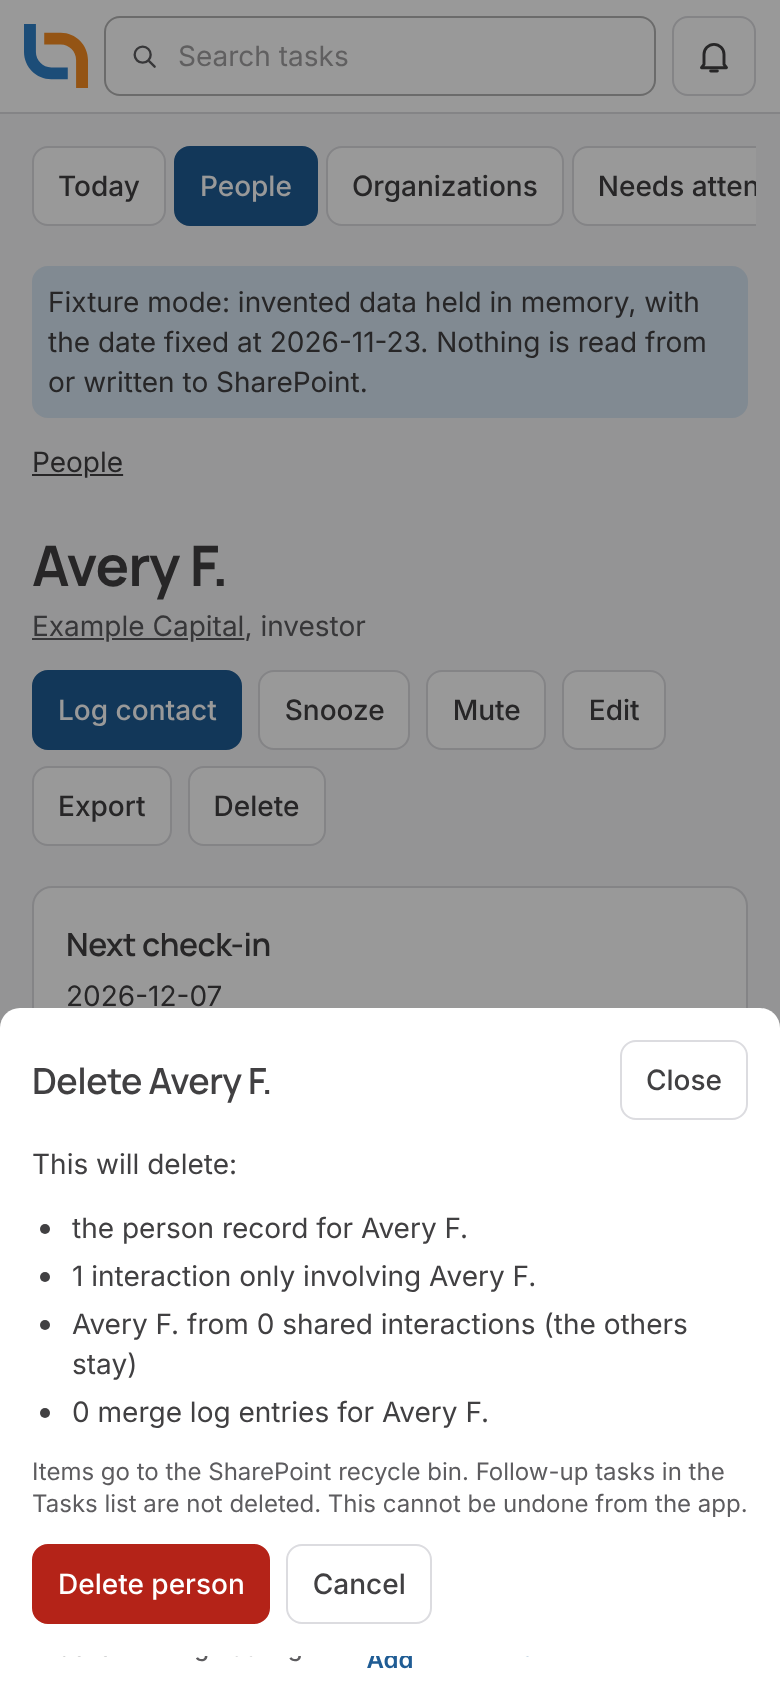 Search tasks
Today
People
Organizations
Needs atten
Fixture mode: invented data held in memory, with
the date fixed at 2026-11-23. Nothing is read from
or written to SharePoint.
People
Avery F.
Example Capital, investor
Log contact
Snooze
Mute
Edit
Export
Delete
Next check-in
2026-12-07
Delete Avery F.
Close
This will delete:
• the person record for Avery F.
• 1 interaction only involving Avery F.
• Avery F. from 0 shared interactions (the others
stay)
• 0 merge log entries for Avery F.
Items go to the SharePoint recycle bin. Follow-up tasks in the
Tasks list are not deleted. This cannot be undone from the app.
Delete person
Cancel
Add